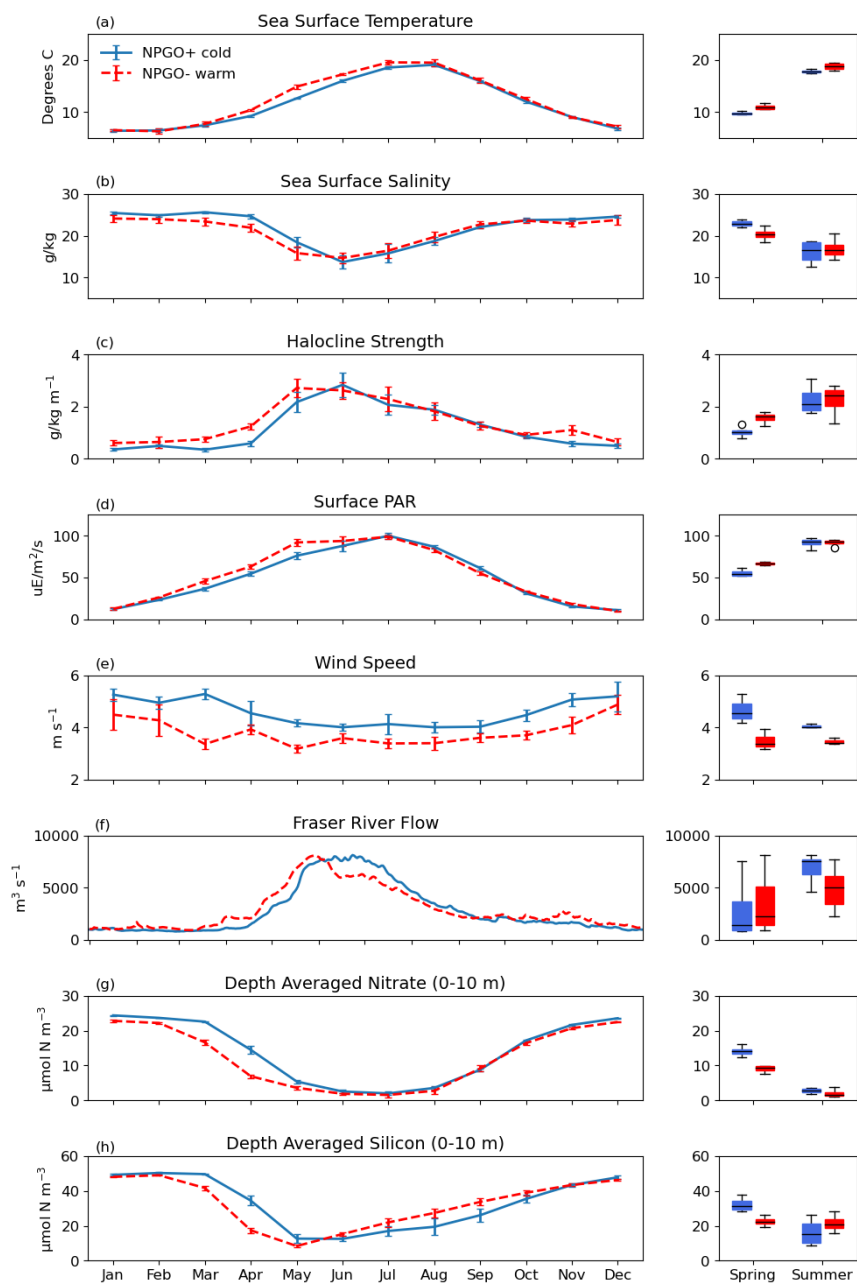 (a) Sea Surface Temperature
Degrees C
20
10
NPGO+ cold
NPGO- warm
20
10
(b) Sea Surface Salinity
g/kg
30
20
10
30
20
10
(c) Halocline Strength
g/kg m⁻¹
4
2
0
4
2
0
(d) Surface PAR
uE/m²/s
100
50
0
100
50
0
(e) Wind Speed
m s⁻¹
6
4
2
6
4
2
(f) Fraser River Flow
m³ s⁻¹
10000
5000
0
10000
5000
0
(g) Depth Averaged Nitrate (0-10 m)
μmol N m⁻³
30
20
10
0
30
20
10
0
(h) Depth Averaged Silicon (0-10 m)
μmol N m⁻³
60
40
20
0
60
40
20
0
Jan Feb Mar Apr May Jun Jul Aug Sep Oct Nov Dec
Spring Summer